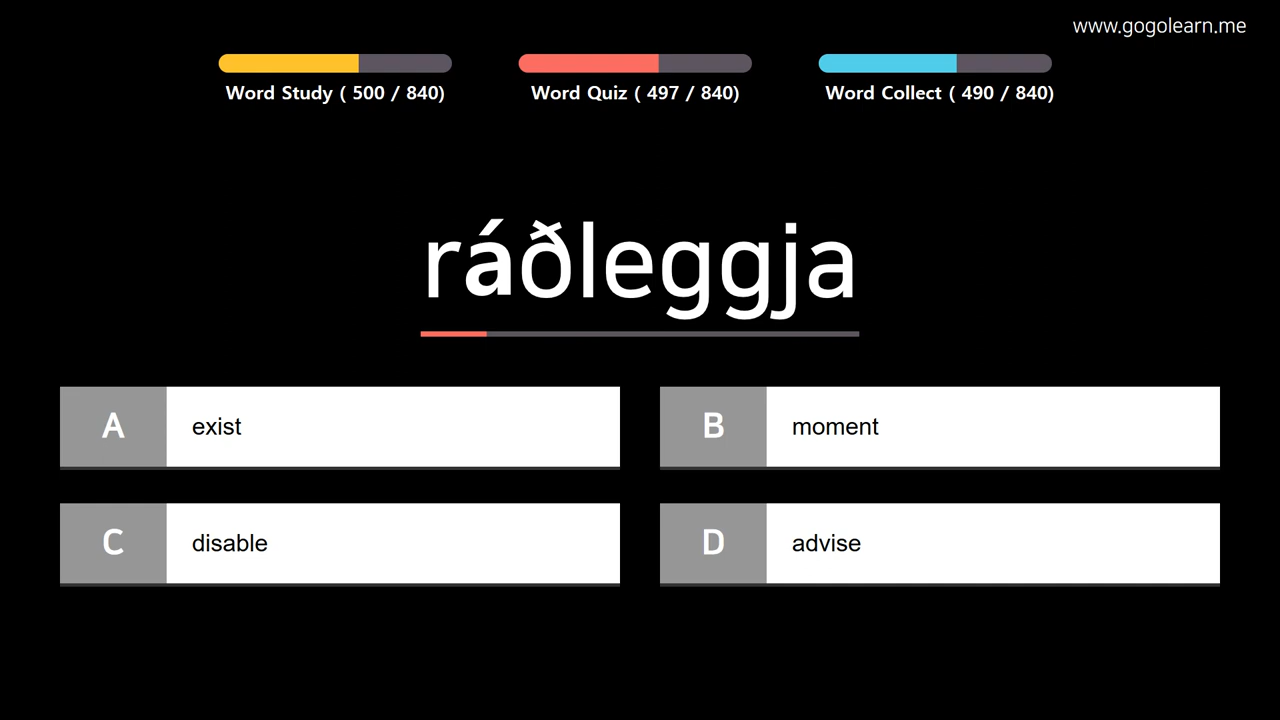 www.gogolearn.me
Word Study ( 500 / 840)
Word Quiz ( 497 / 840)
Word Collect ( 490 / 840)
ráðleggja
A exist
B moment
C disable
D advise